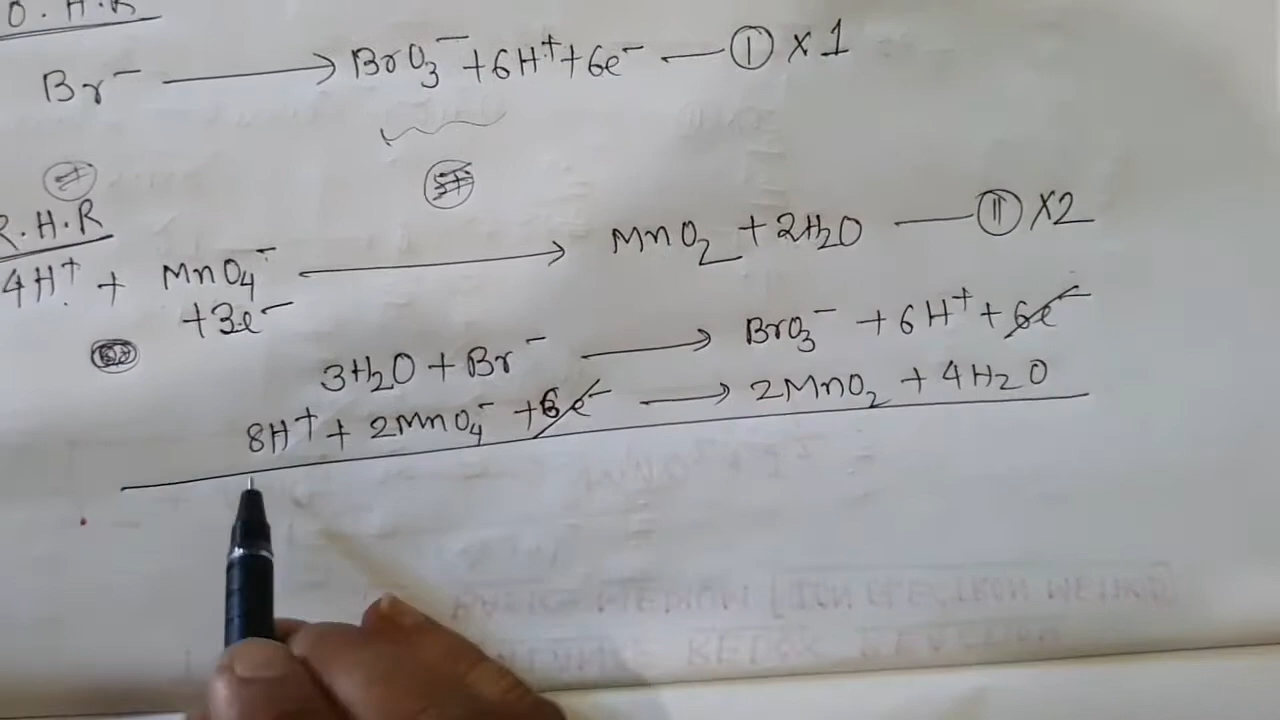 O.H.R
Br⁻ ⟶ BrO₃⁻ + 6H⁺ + 6e⁻ — Ⓘ × 1
5+
R.H.R
4H⁺ + MnO₄⁻ ⟶ MnO₂ + 2H₂O — Ⓘⓘ × 2
+3e⁻
3H₂O + Br⁻ ⟶ BrO₃⁻ + 6H⁺ + 6e⁻
8H⁺ + 2MnO₄⁻ + 6e⁻ ⟶ 2MnO₂ + 4H₂O